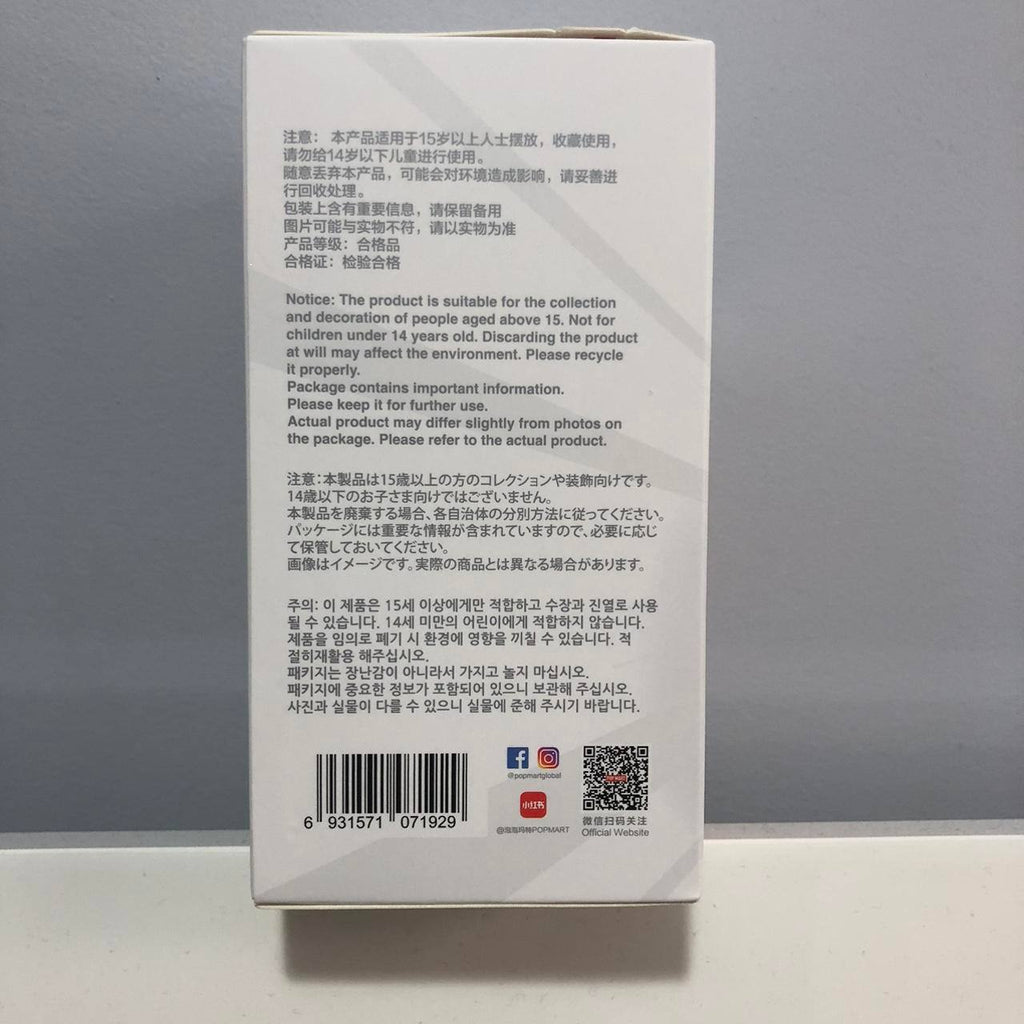 注意： 本产品适用于15岁以上人士摆放，收藏使用，
请勿给14岁以下儿童进行使用。
随意丢弃本产品，可能会对环境造成影响，请妥善进
行回收处理。
包装上含有重要信息，请保留备用
图片可能与实物不符，请以实物为准
产品等级：合格品
合格证：检验合格
Notice: The product is suitable for the collection
and decoration of people aged above 15. Not for
children under 14 years old. Discarding the product
at will may affect the environment. Please recycle
it properly.
Package contains important information.
Please keep it for further use.
Actual product may differ slightly from photos on
the package. Please refer to the actual product.
注意：本製品は15歳以上の方のコレクションや装飾向けです。
14歳以下のお子さま向けではございません。
本製品を廃棄する場合、各自治体の分別方法に従ってください。
パッケージには重要な情報が含まれていますので、必要に応じ
て保管しておいてください。
画像はイメージです。実際の商品とは異なる場合があります。
주의: 이 제품은 15세 이상에게만 적합하고 수장과 진열로 사용
될 수 있습니다. 14세 미만의 어린이에게 적합하지 않습니다.
제품을 임의로 폐기 시 환경에 영향을 끼칠 수 있습니다. 적
절히재활용 해주십시오.
패키지는 장난감이 아니라서 가지고 놀지 마십시오.
패키지에 중요한 정보가 포함되어 있으니 보관해 주십시오.
사진과 실물이 다를 수 있으니 실물에 준해 주시기 바랍니다.
6 931571 071929
@popmartglobal
小红书
@泡泡玛特POPMART
POP MART
微信扫码关注
Official Website